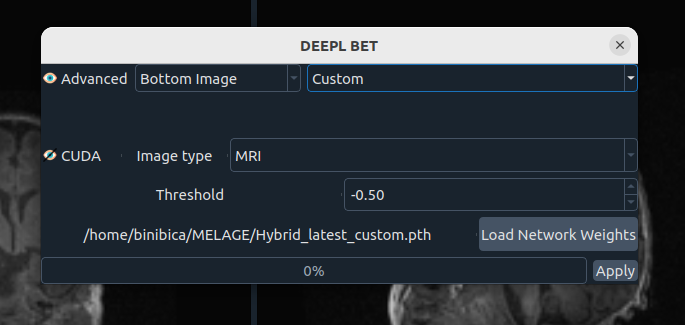 DEEPL BET
Advanced Bottom Image Custom
CUDA Image type MRI
Threshold -0.50
/home/binibica/MELAGE/Hybrid_latest_custom.pth Load Network Weights
0% Apply